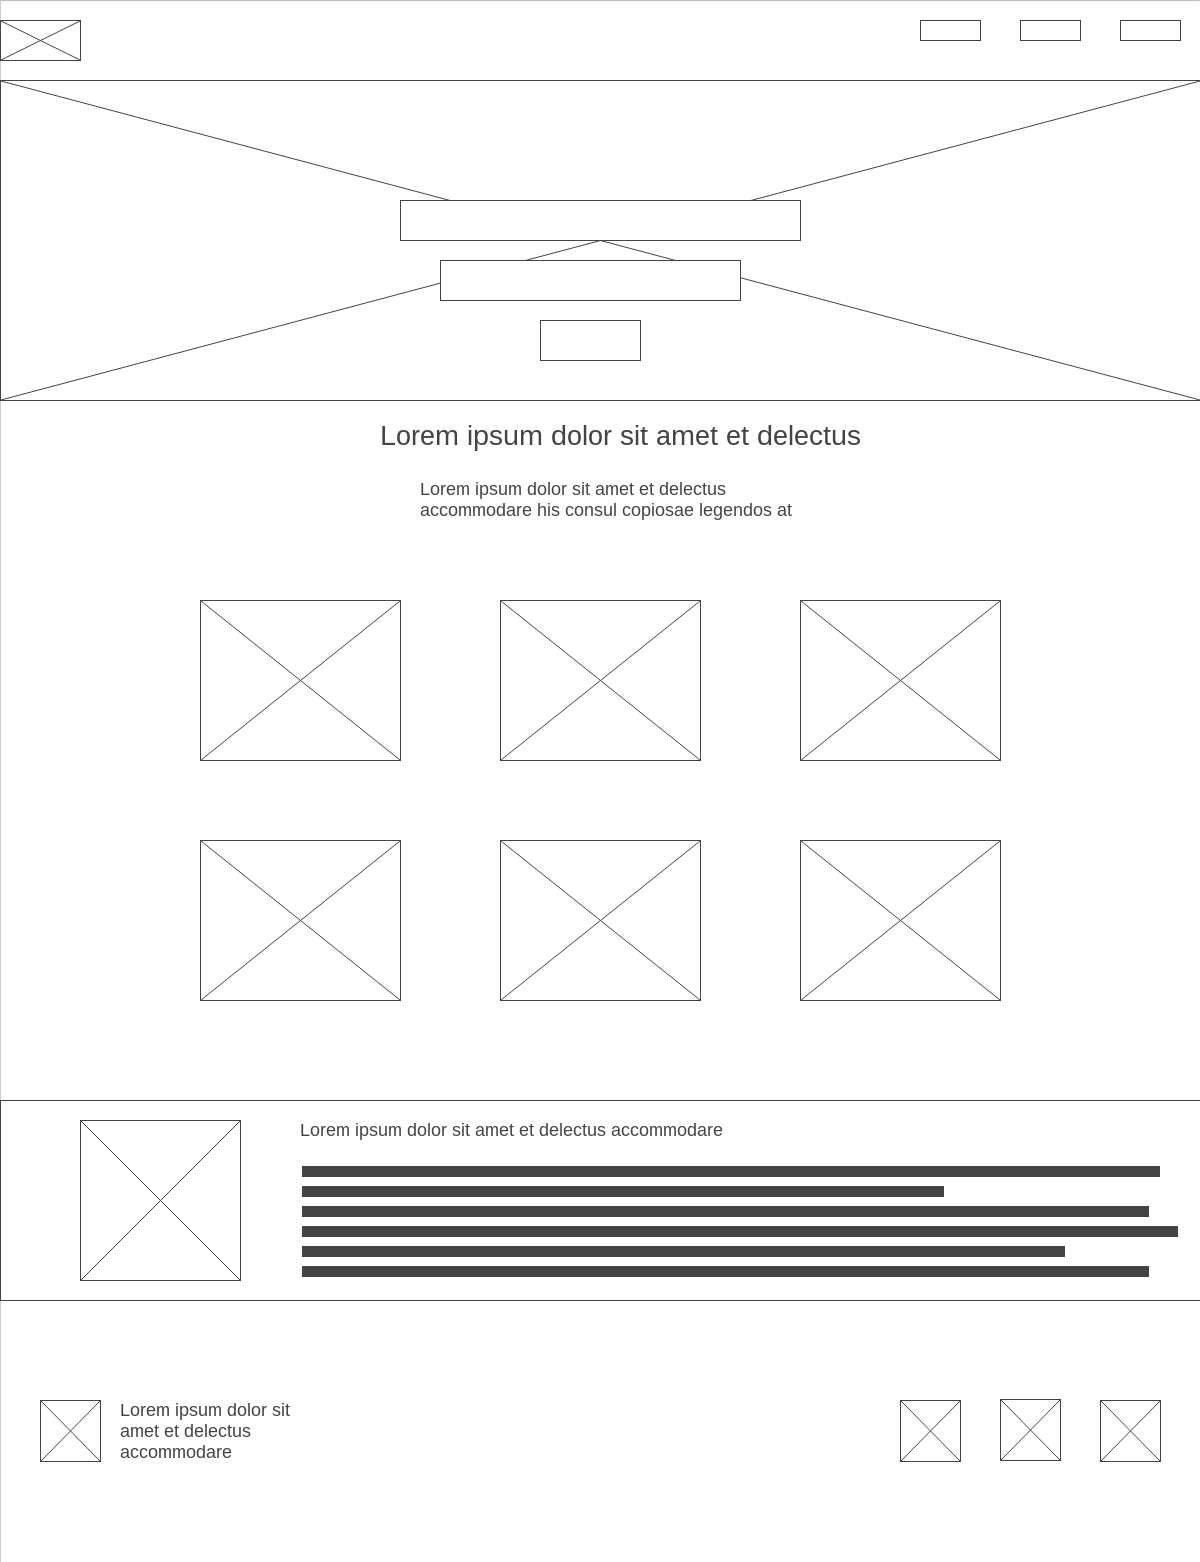 Lorem ipsum dolor sit amet et delectus
Lorem ipsum dolor sit amet et delectus
accommodare his consul copiosae legendos at
Lorem ipsum dolor sit amet et delectus accommodare
Lorem ipsum dolor sit
amet et delectus
accommodare